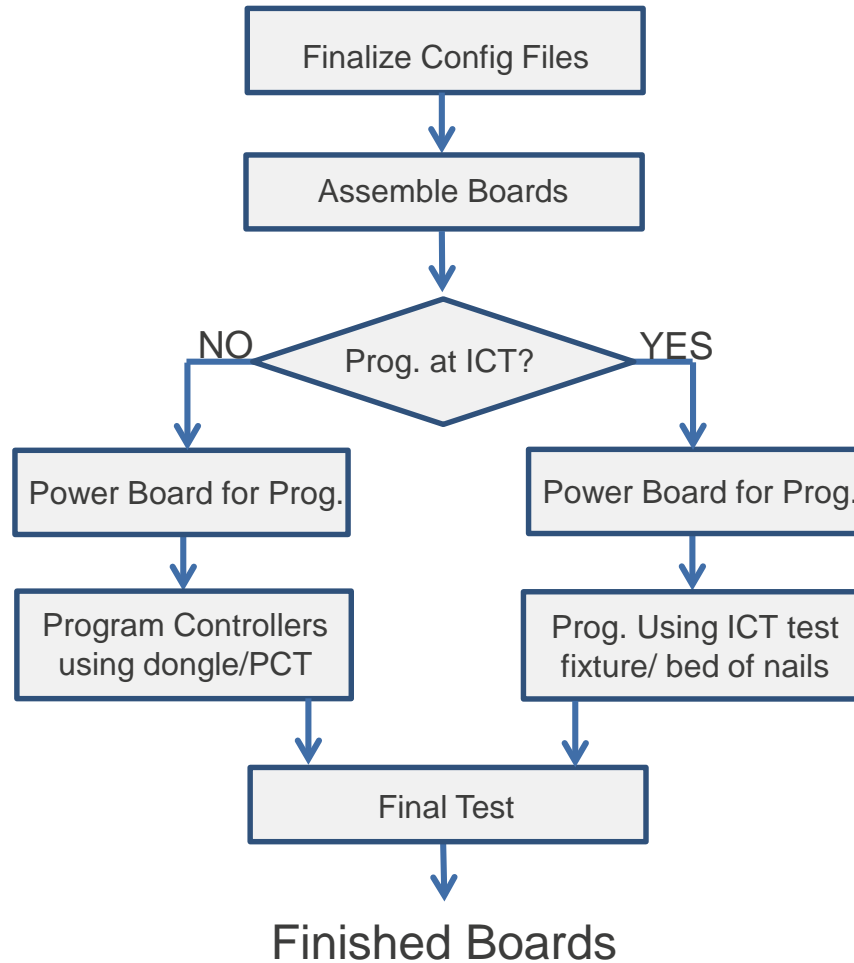 Finalize Config Files
Assemble Boards
Prog. at ICT?
NO
YES
Power Board for Prog.
Power Board for Prog.
Program Controllers
using dongle/PCT
Prog. Using ICT test
fixture/ bed of nails
Final Test
Finished Boards